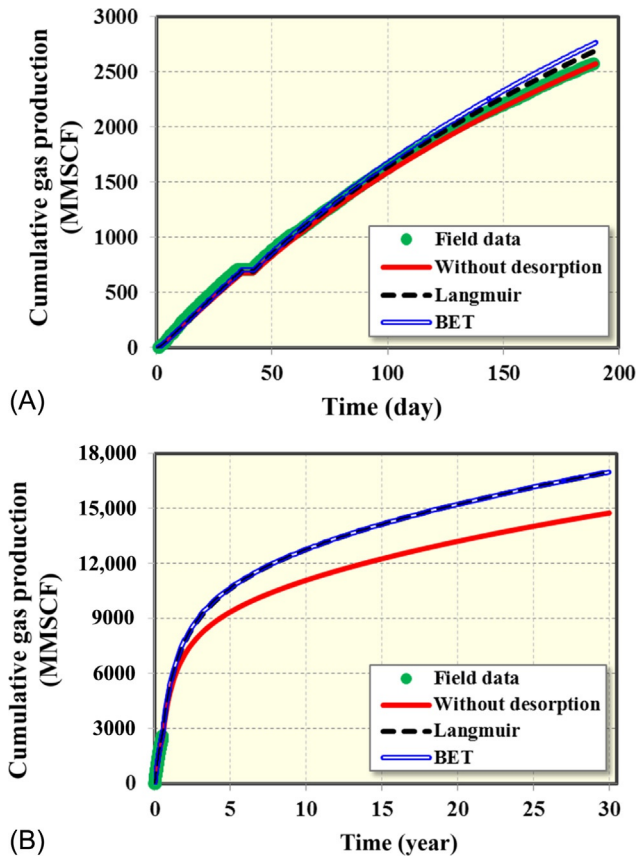 3000
2500
2000
1500
1000
500
0
Cumulative gas production
(MMSCF)
Field data
Without desorption
Langmuir
BET
0 50 100 150 200
Time (day)
(A)
18,000
15,000
12,000
9000
6000
3000
0
Cumulative gas production
(MMSCF)
Field data
Without desorption
Langmuir
BET
0 5 10 15 20 25 30
Time (year)
(B)